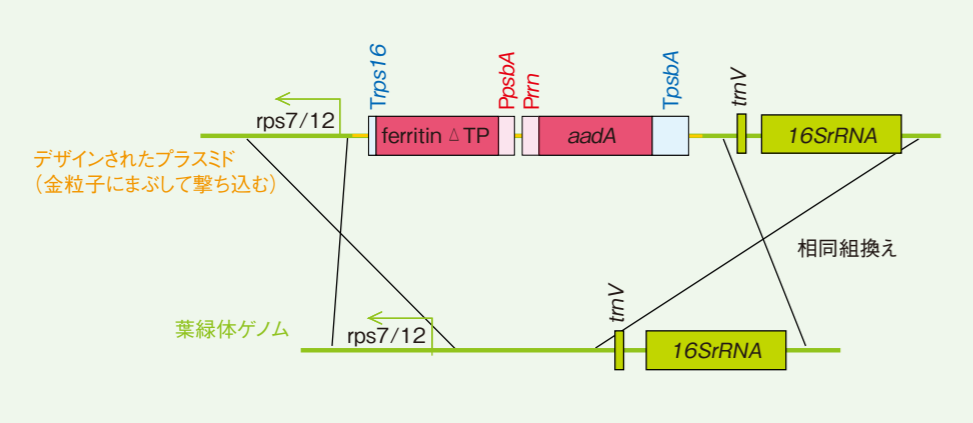 Trps16
PpsbA
Prrn
TpsbA
trnV
rps7/12
ferritin △ TP
aadA
16SrRNA
デザインされたプラスミド
（金粒子にまぶして撃ち込む）
相同組換え
trnV
葉緑体ゲノム
rps7/12
16SrRNA